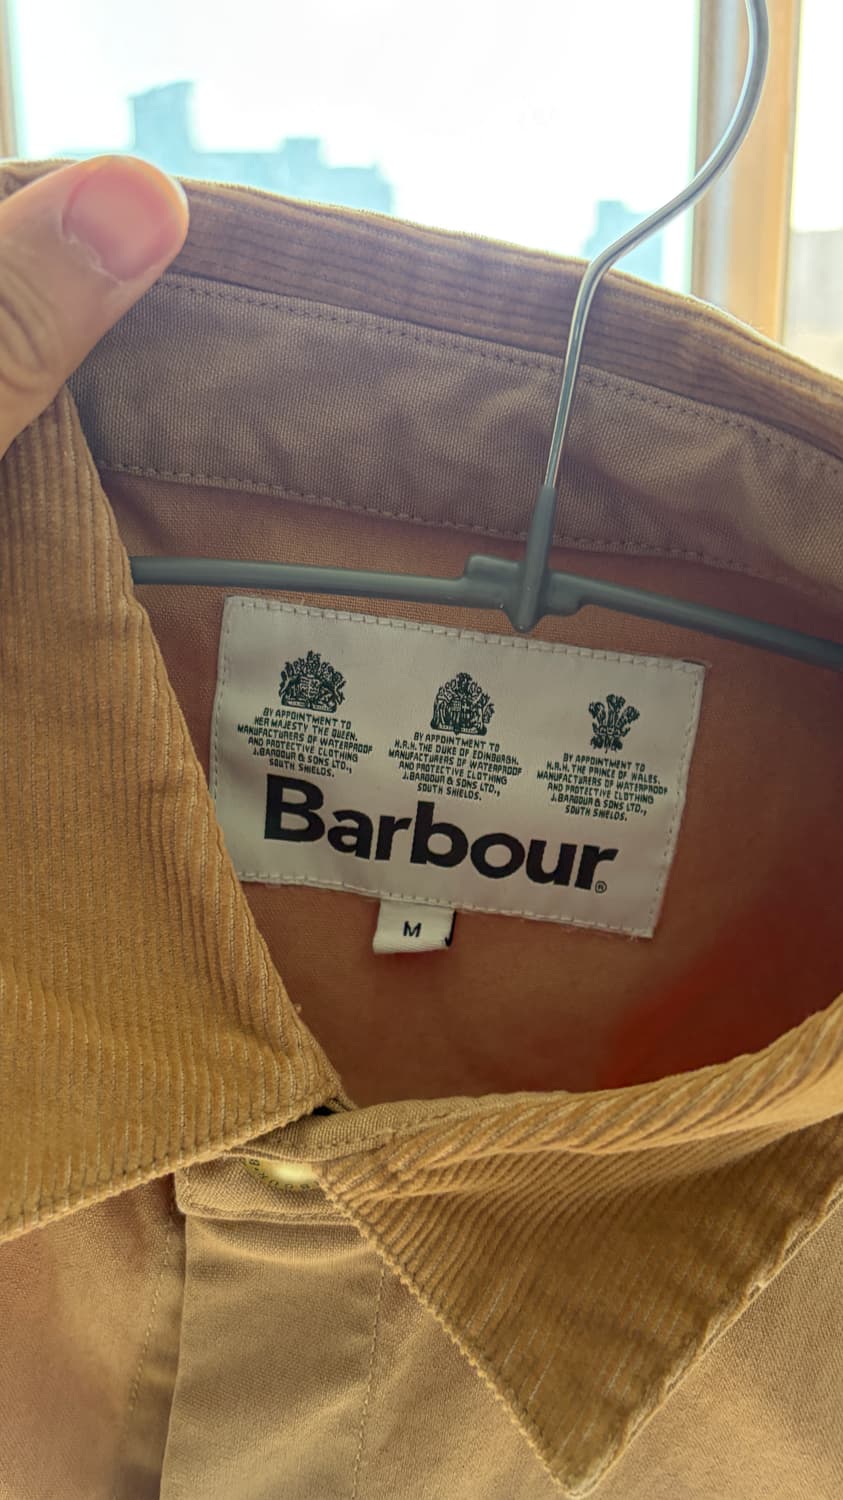 BY APPOINTMENT TO
HER MAJESTY THE QUEEN.
MANUFACTURERS OF WATERPROOF
AND PROTECTIVE CLOTHING
J.BARBOUR & SONS LTD.,
SOUTH SHIELDS.
BY APPOINTMENT TO
H.R.H. THE DUKE OF EDINBURGH.
MANUFACTURERS OF WATERPROOF
AND PROTECTIVE CLOTHING
J.BARBOUR & SONS LTD.,
SOUTH SHIELDS.
BY APPOINTMENT TO
H.R.H. THE PRINCE OF WALES.
MANUFACTURERS OF WATERPROOF
AND PROTECTIVE CLOTHING
J.BARBOUR & SONS LTD.,
SOUTH SHIELDS.
Barbour®
M